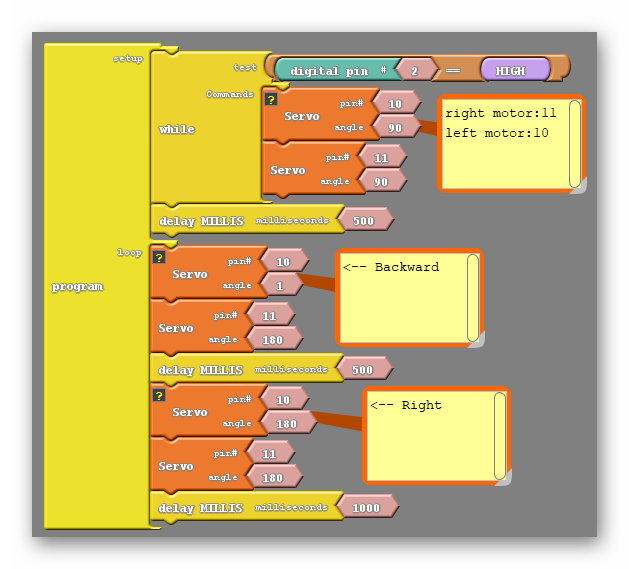 setup
test digital pin # 2 == HIGH
Commands
while
? Servo pin# 10
angle 90
Servo pin# 11
angle 90
right motor:11
left motor:10
delay MILLIS milliseconds 500
program
loop
? Servo pin# 10
angle 1
<-- Backward
Servo pin# 11
angle 180
delay MILLIS milliseconds 500
? Servo pin# 10
angle 180
<-- Right
Servo pin# 11
angle 180
delay MILLIS milliseconds 1000